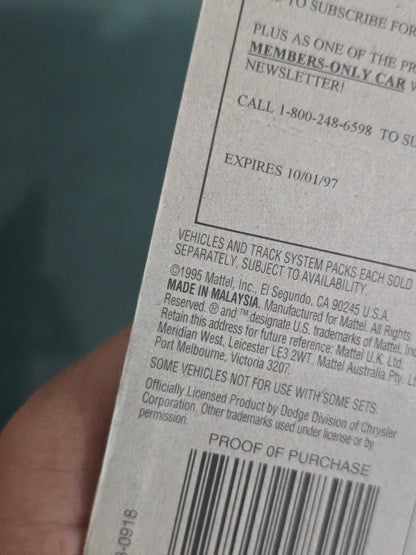 TO SUBSCRIBE FOR
PLUS AS ONE OF THE PR
MEMBERS-ONLY CAR
NEWSLETTER!
CALL 1-800-248-6598 TO SU
EXPIRES 10/01/97
VEHICLES AND TRACK SYSTEM PACKS EACH SOLD
SEPARATELY, SUBJECT TO AVAILABILITY.
©1995 Mattel, Inc., El Segundo, CA 90245 U.S.A.
MADE IN MALAYSIA. Manufactured for Mattel. All Rights
Reserved. ® and ™ designate U.S. trademarks of Mattel, Inc.
Retain this address for future reference: Mattel U.K. Ltd.
Meridian West, Leicester LE3 2WT. Mattel Australia Pty. L
Port Melbourne, Victoria 3207.
SOME VEHICLES NOT FOR USE WITH SOME SETS.
Officially Licensed Product by Dodge Division of Chrysler
Corporation. Other trademarks used under license or by
permission.
PROOF OF PURCHASE
-0918